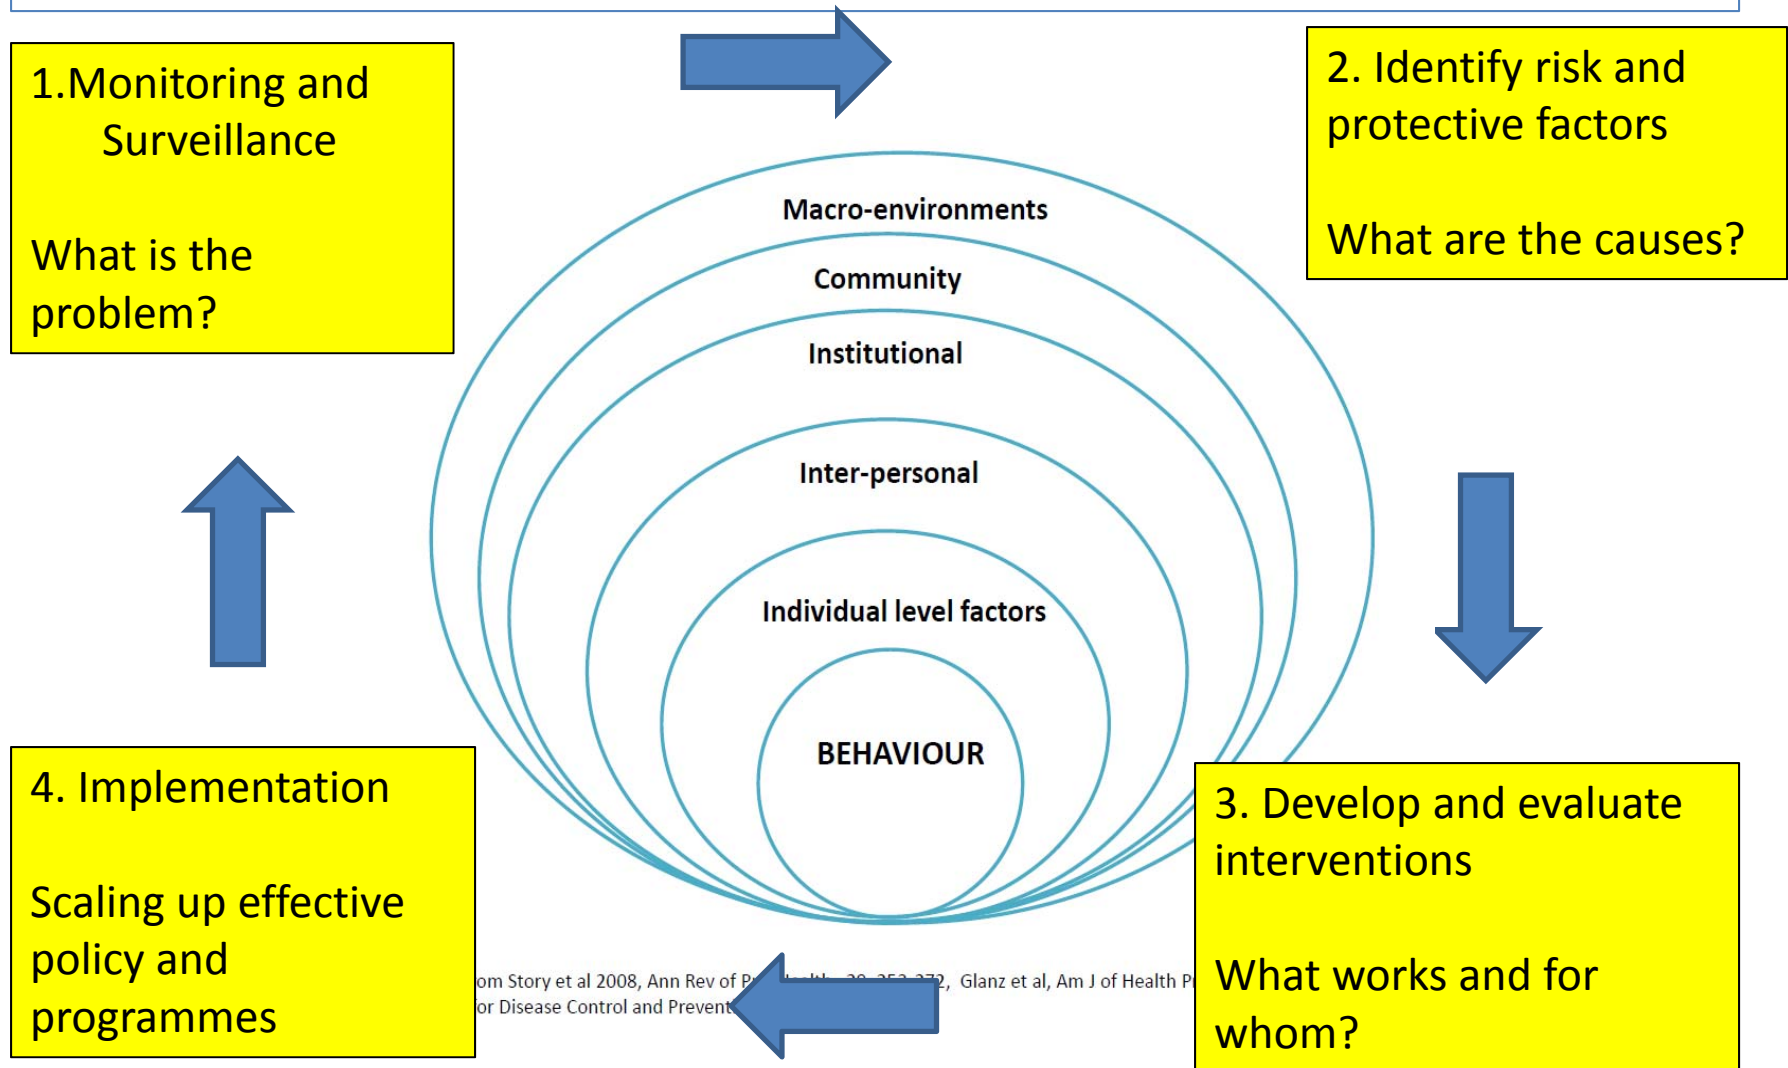 1.Monitoring and
Surveillance
What is the
problem?
2. Identify risk and
protective factors
What are the causes?
Macro-environments
Community
Institutional
Inter-personal
Individual level factors
BEHAVIOUR
4. Implementation
Scaling up effective
policy and
programmes
3. Develop and evaluate
interventions
What works and for
whom?
Story et al 2008, Ann Rev of Glanz et al, Am J of Health
Disease Control and